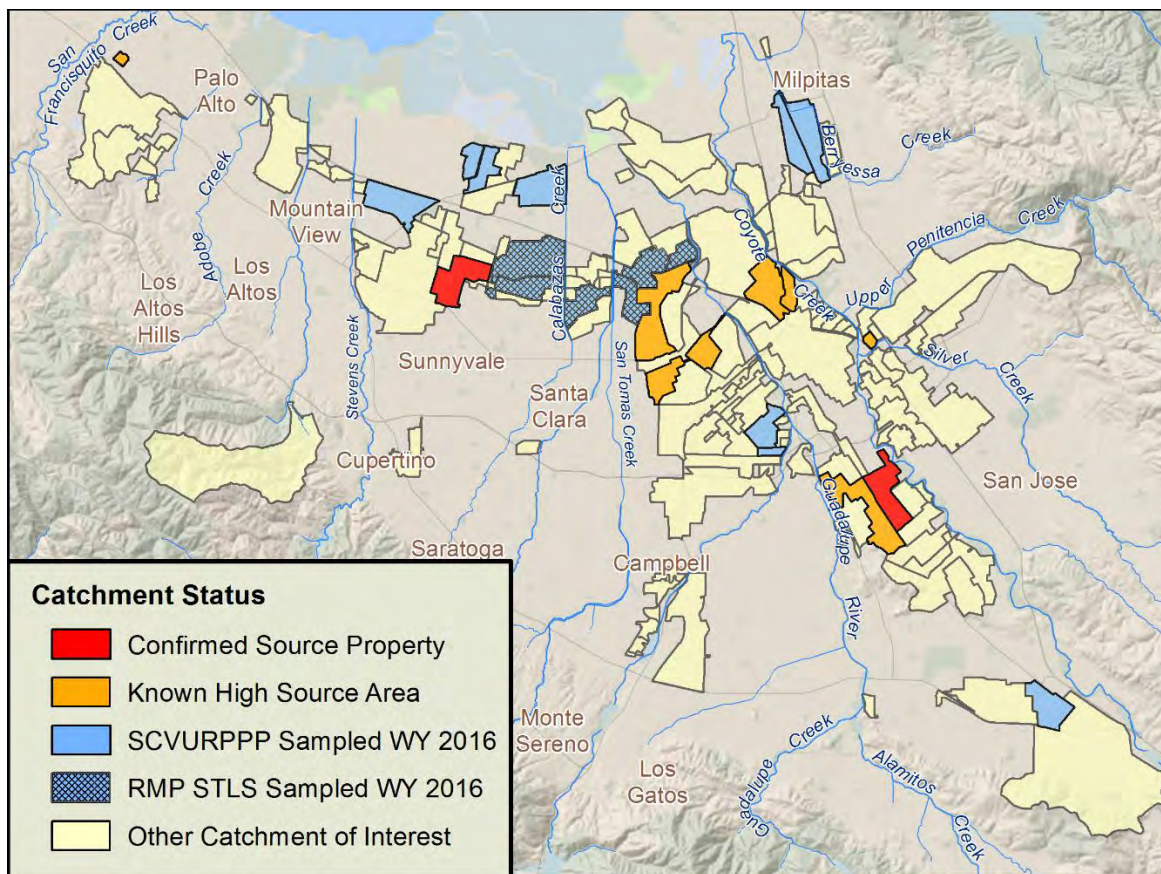 San
Francisquito Creek
Palo
Alto
Milpitas
Berryessa
Creek
Adobe Creek
Mountain
View
Creek
Calabazas
Coyote
Creek
Penitencia
Creek
Upper
Los
Altos
Hills
Los
Altos
Stevens Creek
Sunnyvale
San Tomas Creek
Silver
Creek
Santa
Clara
Cupertino
San Jose
Guadalupe
River
Saratoga
Campbell
Catchment Status
Confirmed Source Property
Known High Source Area
SCVURPPP Sampled WY 2016
RMP STLS Sampled WY 2016
Other Catchment of Interest
Monte
Sereno
Los
Gatos
Guadalupe
Creek
Alamitos
Creek